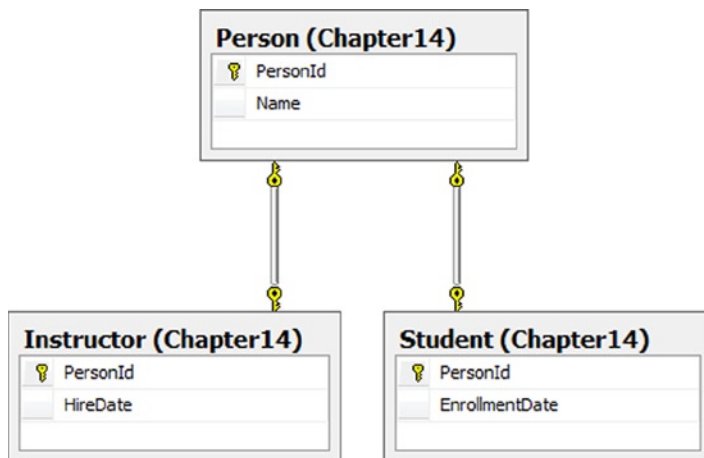 Person (Chapter14)
PersonId
Name
Instructor (Chapter14)
PersonId
HireDate
Student (Chapter14)
PersonId
EnrollmentDate